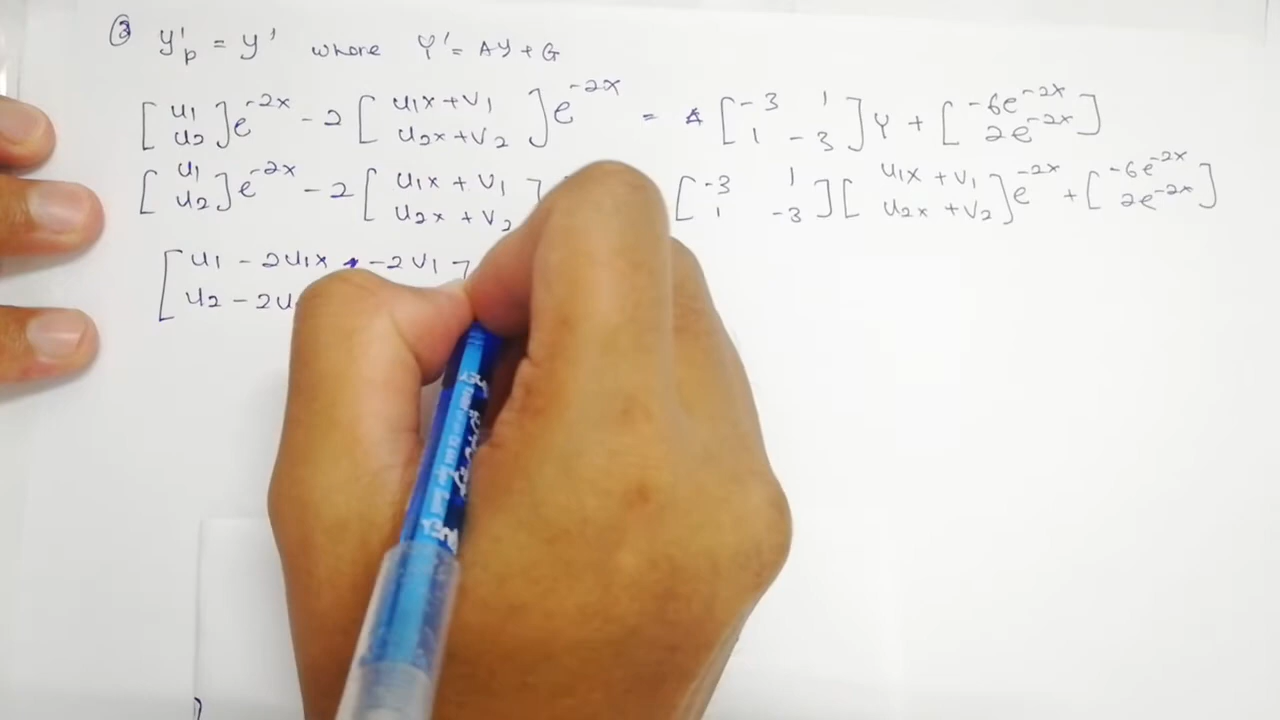 ③ y'p = y' where Y' = AY + G
[u1 u2] e^-2x - 2 [u1x + v1 u2x + v2] e^-2x = [-3 1 1 -3] Y + [-6e^-2x 2e^-2x]
[u1 u2] e^-2x - 2 [u1x + v1 u2x + v2] [-3 1 1 -3] [u1x + v1 u2x + v2] e^-2x + [-6e^-2x 2e^-2x]
[u1 - 2u1x - 2v1
u2 - 2u